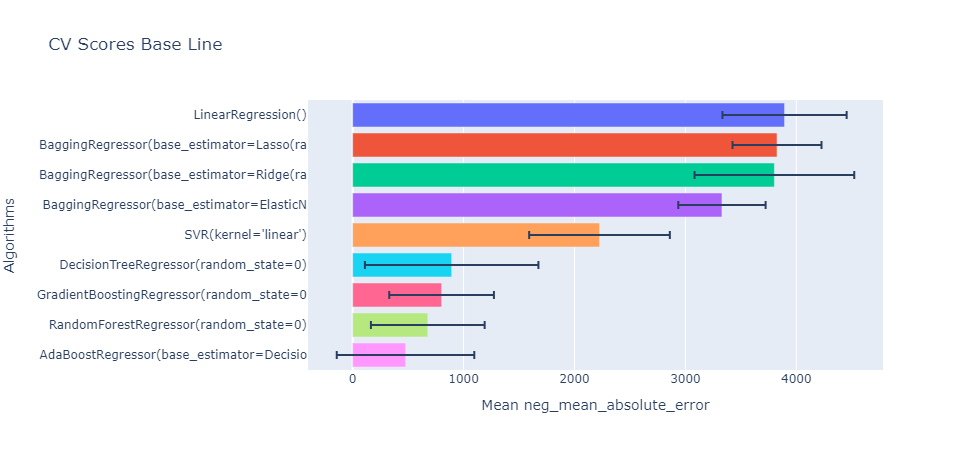 CV Scores Base Line
Algorithms
LinearRegression()
BaggingRegressor(base_estimator=Lasso(ra
BaggingRegressor(base_estimator=Ridge(ra
BaggingRegressor(base_estimator=ElasticN
SVR(kernel='linear')
DecisionTreeRegressor(random_state=0)
GradientBoostingRegressor(random_state=0
RandomForestRegressor(random_state=0)
AdaBoostRegressor(base_estimator=Decisio
0 1000 2000 3000 4000
Mean neg_mean_absolute_error